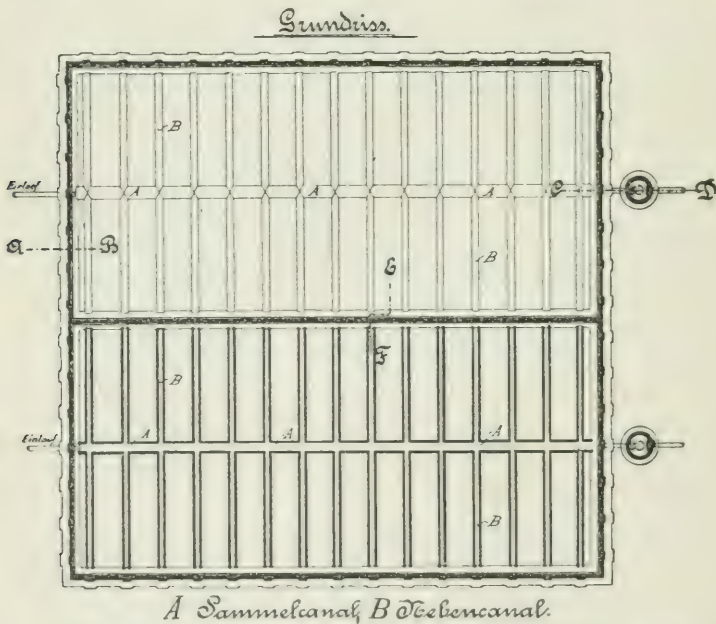 Grundriss.
B
Einlauf A A A C D
A B B
E
F
B
Einlauf A A A
B
A Sammelcanal, B Nebencanal.